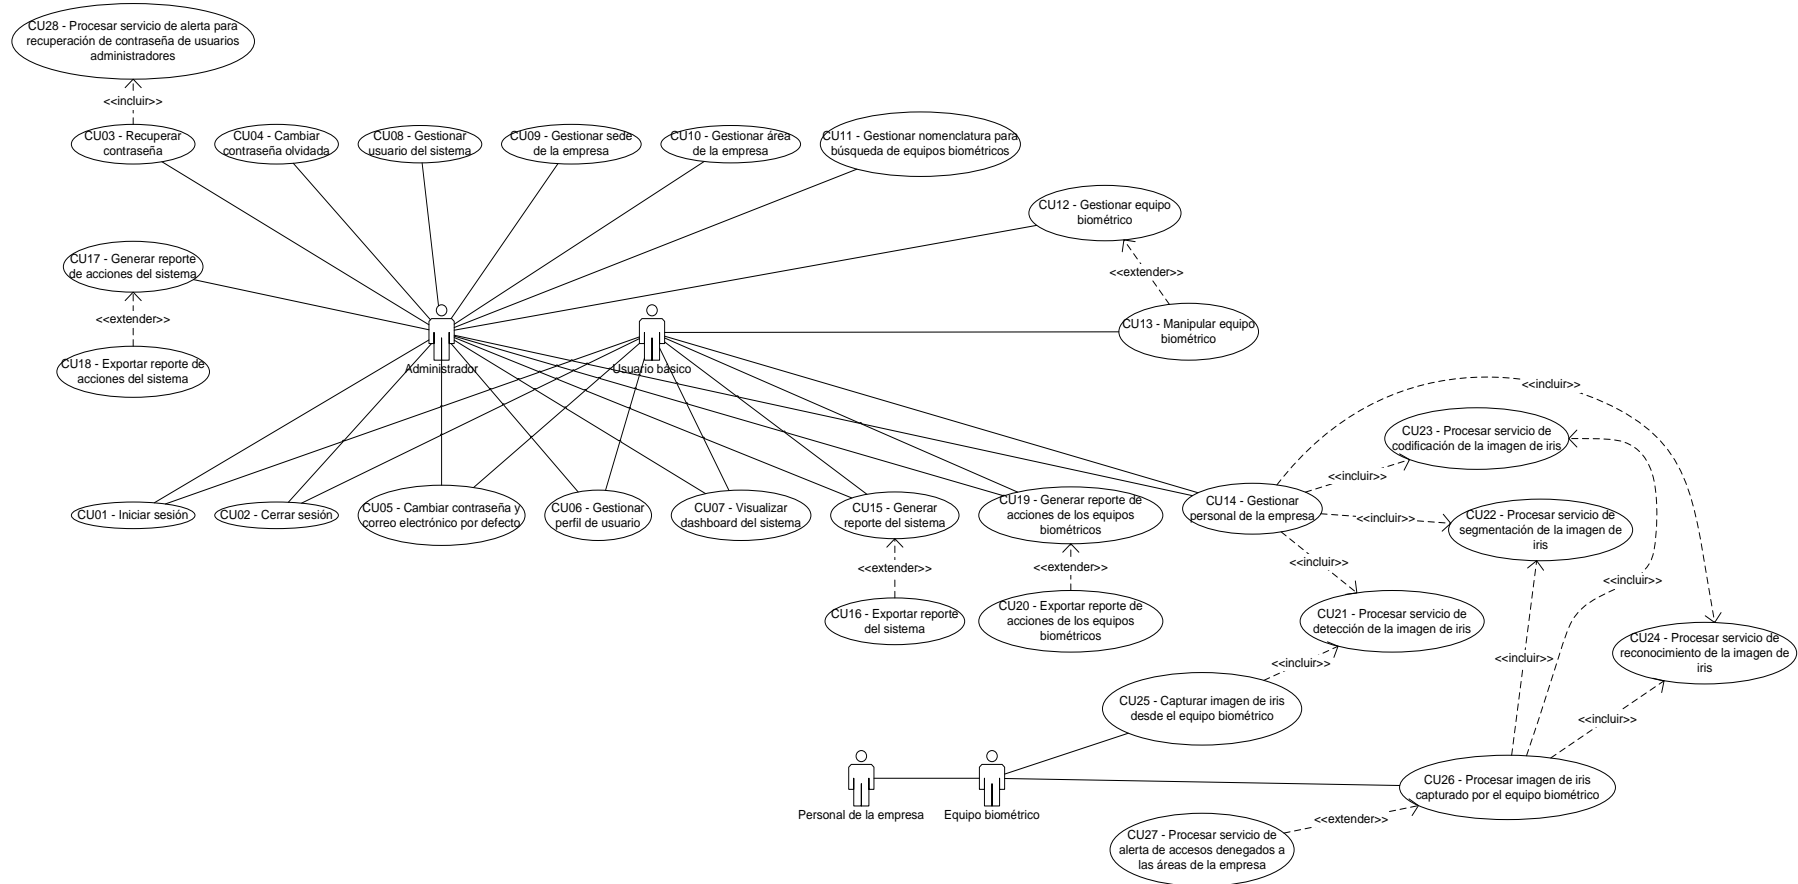 CU28 - Procesar servicio de alerta para
recuperación de contraseña de usuarios
administradores
<<incluir>>
CU03 - Recuperar
contraseña
CU04 - Cambiar
contraseña olvidada
CU08 - Gestionar
usuario del sistema
CU09 - Gestionar sede
de la empresa
CU10 - Gestionar área
de la empresa
CU11 - Gestionar nomenclatura para
búsqueda de equipos biométricos
CU12 - Gestionar equipo
biométrico
<<extender>>
CU13 - Manipular equipo
biométrico
CU17 - Generar reporte
de acciones del sistema
<<extender>>
CU18 - Exportar reporte de
acciones del sistema
Administrador
Usuario básico
CU01 - Iniciar sesión
CU02 - Cerrar sesión
CU05 - Cambiar contraseña y
correo electrónico por defecto
CU06 - Gestionar
perfil de usuario
CU07 - Visualizar
dashboard del sistema
CU15 - Generar
reporte del sistema
<<extender>>
CU16 - Exportar reporte
del sistema
CU19 - Generar reporte de
acciones de los equipos
biométricos
<<extender>>
CU20 - Exportar reporte de
acciones de los equipos
biométricos
CU14 - Gestionar
personal de la empresa
<<incluir>>
<<incluir>>
<<incluir>>
<<incluir>>
CU23 - Procesar servicio de
codificación de la imagen de iris
CU22 - Procesar servicio de
segmentación de la imagen de
iris
CU21 - Procesar servicio de
detección de la imagen de iris
CU24 - Procesar servicio de
reconocimiento de la imagen de
iris
<<incluir>>
<<incluir>>
<<incluir>>
<<incluir>>
CU25 - Capturar imagen de iris
desde el equipo biométrico
CU26 - Procesar imagen de iris
capturado por el equipo biométrico
Personal de la empresa
Equipo biométrico
<<extender>>
CU27 - Procesar servicio de
alerta de accesos denegados a
las áreas de la empresa